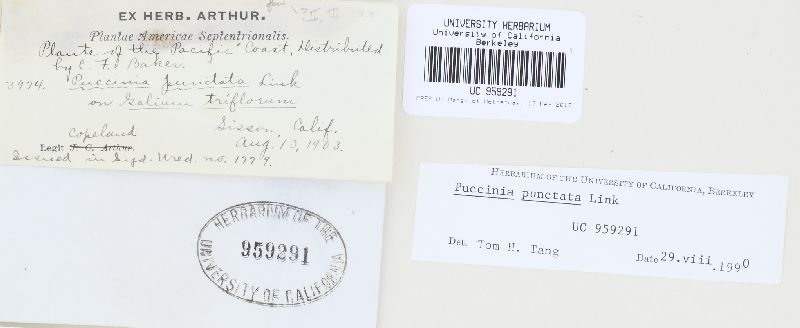 EX HERB. ARTHUR.
Plantae Americae Septentrionalis.
Plants of the Pacific Coast, Distributed
by C. F. Baker.
3974. Puccinia punctata Link
on Galium triflorum
Sisson, Calif.
Copeland
Legit J. C. Arthur. Aug. 13, 1903.
Issued in Syd. Ured. no. 1779.
HERBARIUM OF THE
959291
UNIVERSITY OF CALIFORNIA
UNIVERSITY HERBARIUM
University of California
Berkeley
UC 959291
HERBARIUM OF THE UNIVERSITY OF CALIFORNIA, BERKELEY
Puccinia punctata Link
UC 959291
Det. Tom H. Tang
Date 29.viii.1990